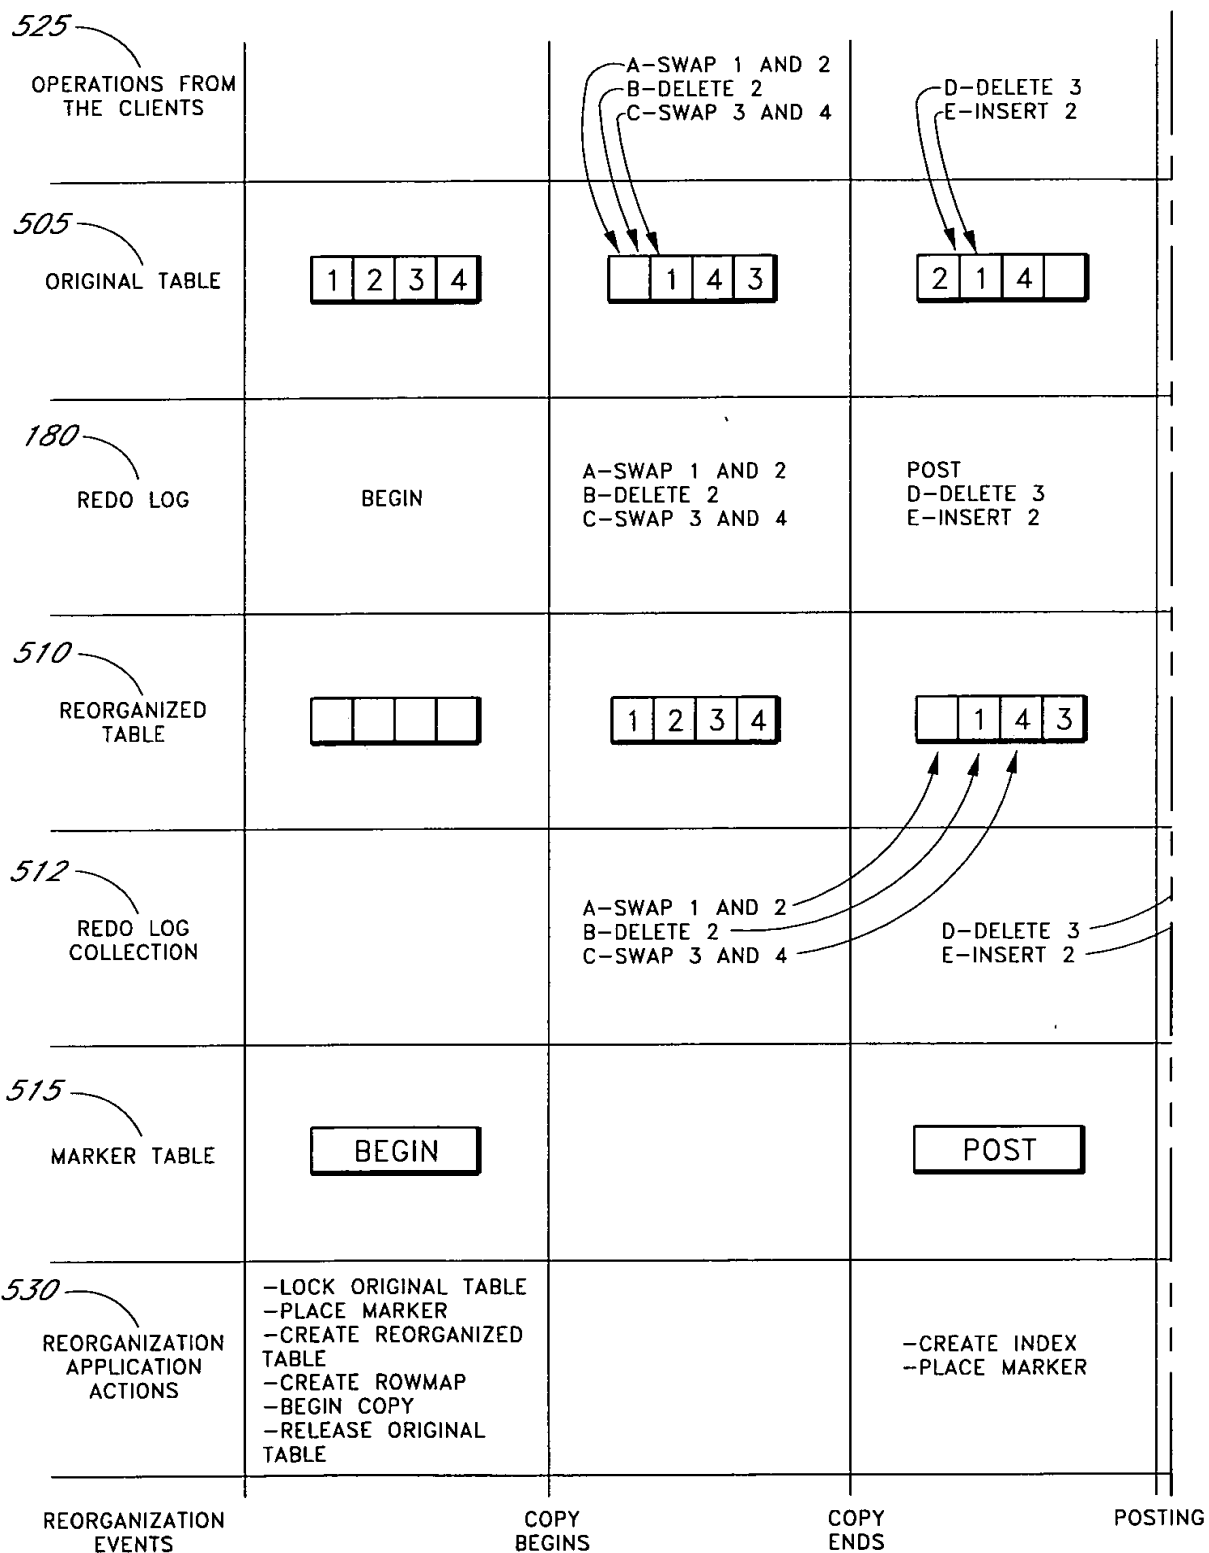 525
OPERATIONS FROM
THE CLIENTS
A-SWAP 1 AND 2
B-DELETE 2
C-SWAP 3 AND 4
D-DELETE 3
E-INSERT 2
505
ORIGINAL TABLE
1 2 3 4
1 4 3
2 1 4
180
REDO LOG
BEGIN
A-SWAP 1 AND 2
B-DELETE 2
C-SWAP 3 AND 4
POST
D-DELETE 3
E-INSERT 2
510
REORGANIZED
TABLE
1 2 3 4
1 4 3
512
REDO LOG
COLLECTION
A-SWAP 1 AND 2
B-DELETE 2
C-SWAP 3 AND 4
D-DELETE 3
E-INSERT 2
515
MARKER TABLE
BEGIN
POST
530
REORGANIZATION
APPLICATION
ACTIONS
-LOCK ORIGINAL TABLE
-PLACE MARKER
-CREATE REORGANIZED
TABLE
-CREATE ROWMAP
-BEGIN COPY
-RELEASE ORIGINAL
TABLE
-CREATE INDEX
-PLACE MARKER
REORGANIZATION
EVENTS
COPY
BEGINS
COPY
ENDS
POSTING